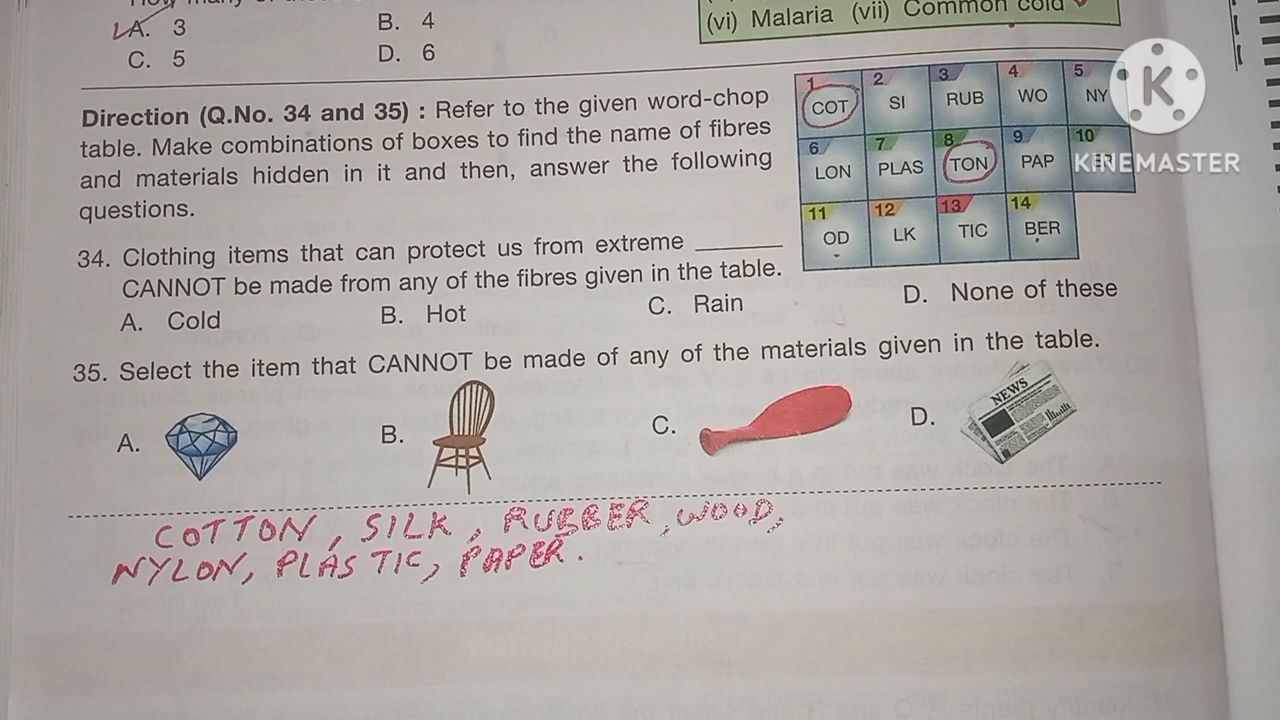 A. 3
B. 4
C. 5
D. 6
(vi) Malaria (vii) Common cold
Direction (Q.No. 34 and 35) : Refer to the given word-chop
table. Make combinations of boxes to find the name of fibres
and materials hidden in it and then, answer the following
questions.
1 COT 2 SI 3 RUB 4 WO 5 NY
6 LON 7 PLAS 8 TON 9 PAP 10
11 OD 12 LK 13 TIC 14 BER
K
KINEMASTER
34. Clothing items that can protect us from extreme ______
CANNOT be made from any of the fibres given in the table.
A. Cold
B. Hot
C. Rain
D. None of these
35. Select the item that CANNOT be made of any of the materials given in the table.
A.
B.
C.
D.
NEWS
COTTON, SILK, RUBBER, WOOD,
NYLON, PLASTIC, PAPER.